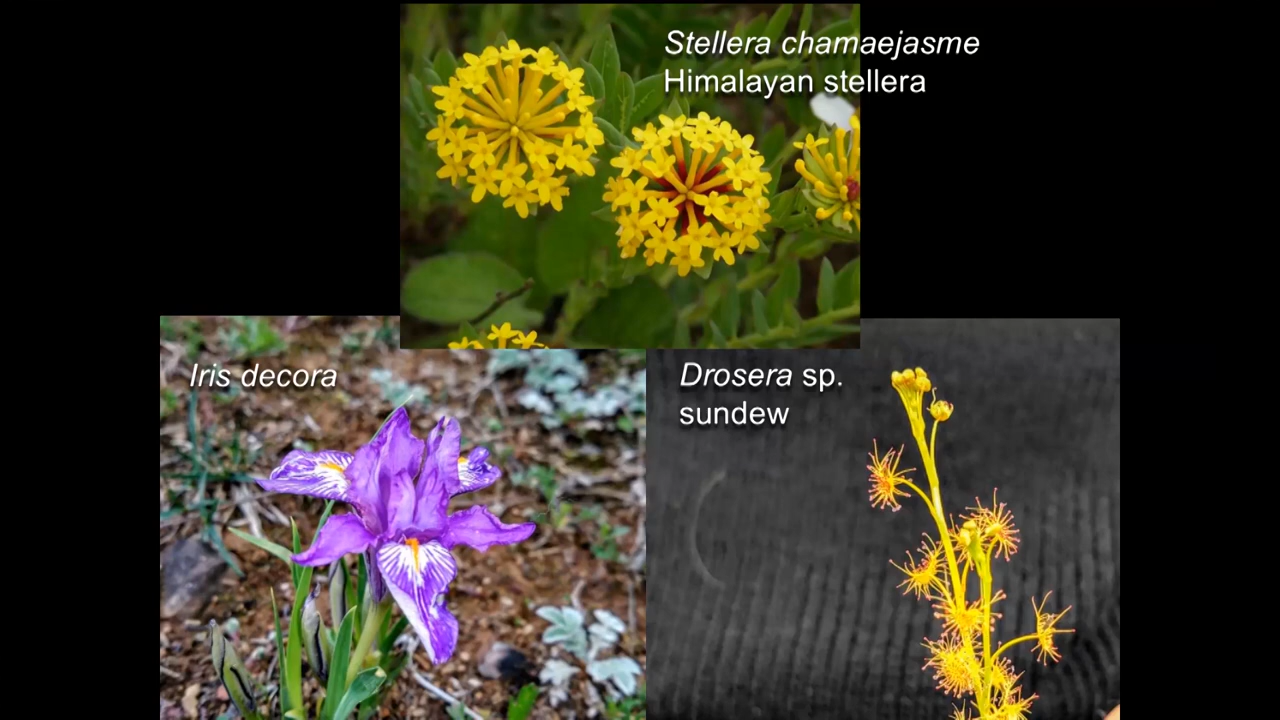 Stellera chamaejasme
Himalayan stellera
Iris decora
Drosera sp.
sundew